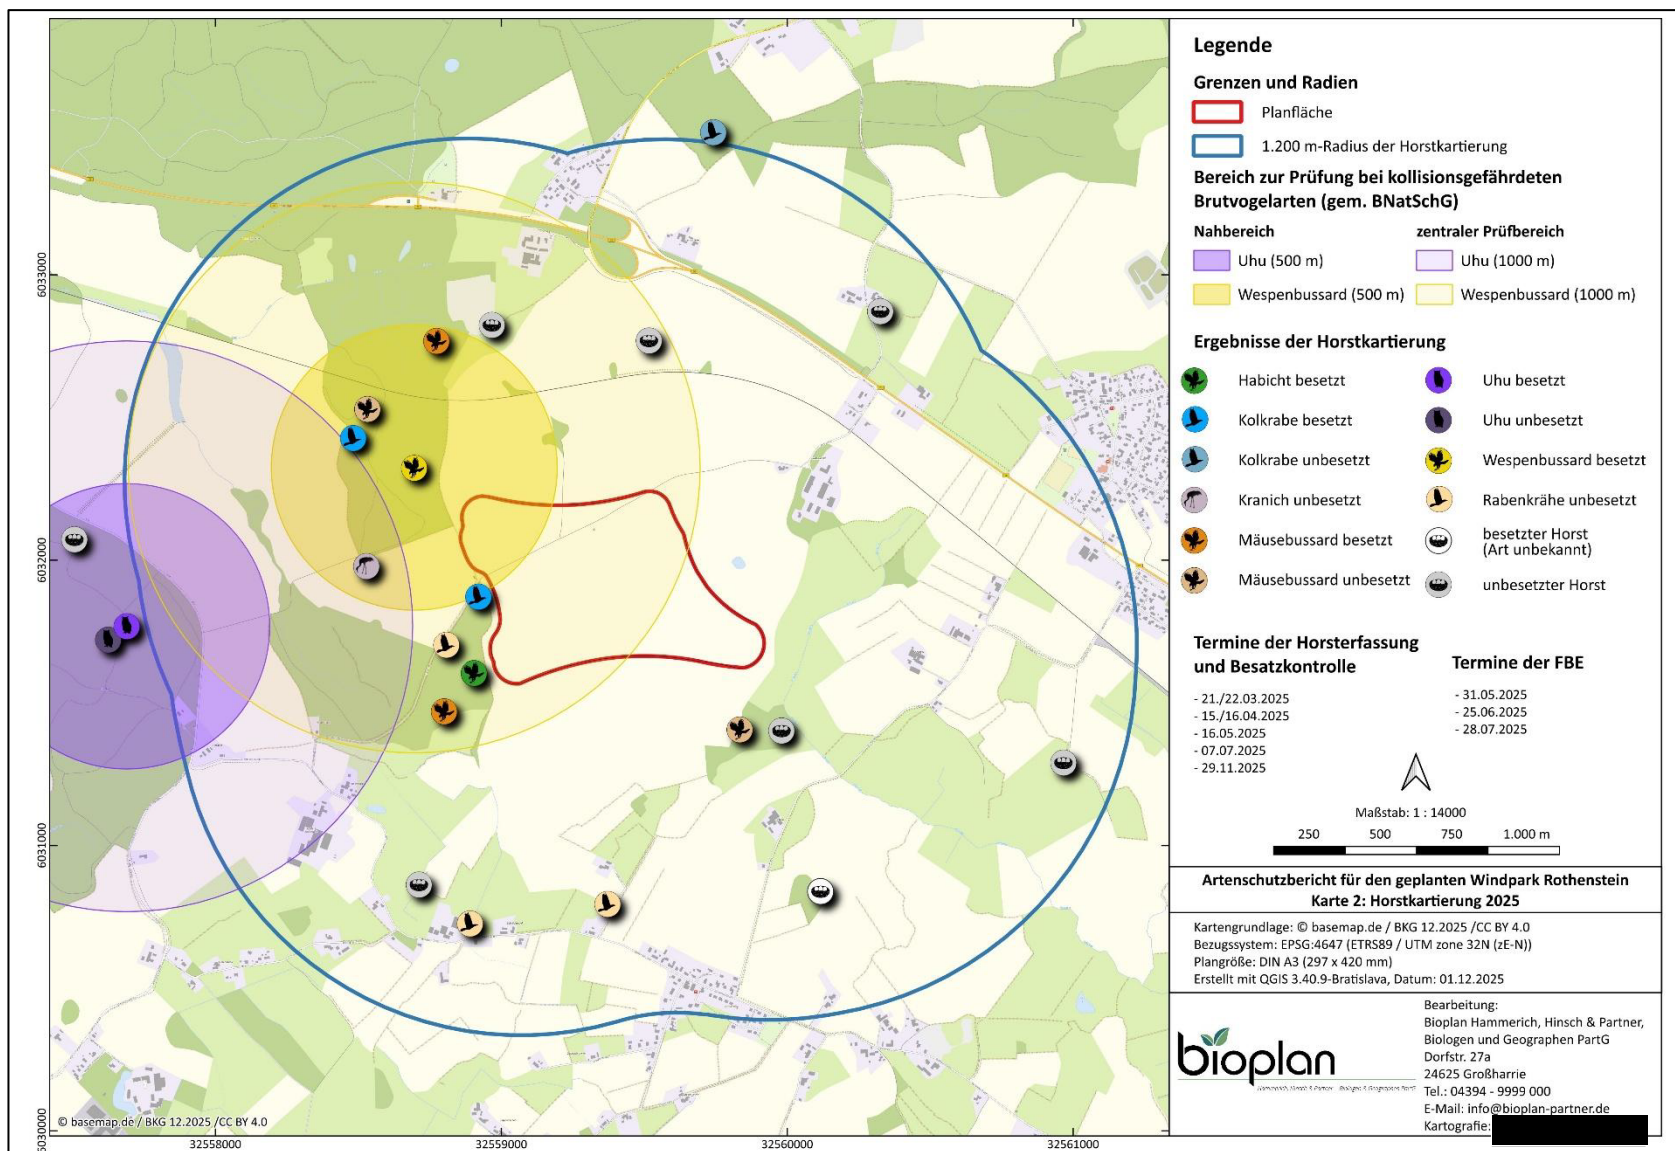 Legende
Grenzen und Radien
Planfläche
1.200 m-Radius der Horstkartierung
Bereich zur Prüfung bei kollisionsgefährdeten
Brutvogelarten (gem. BNatSchG)
Nahbereich
zentraler Prüfbereich
Uhu (500 m)
Uhu (1000 m)
Wespenbussard (500 m)
Wespenbussard (1000 m)
Ergebnisse der Horstkartierung
Habicht besetzt
Uhu besetzt
Kolkrabe besetzt
Uhu unbesetzt
Kolkrabe unbesetzt
Wespenbussard besetzt
Kranich unbesetzt
Rabenkrähe unbesetzt
Mäusebussard besetzt
besetzter Horst
(Art unbekannt)
Mäusebussard unbesetzt
unbesetzter Horst
Termine der Horsterfassung
und Besatzkontrolle
- 21./22.03.2025
- 15./16.04.2025
- 16.05.2025
- 07.07.2025
- 29.11.2025
Termine der FBE
- 31.05.2025
- 25.06.2025
- 28.07.2025
Maßstab: 1 : 14000
250 500 750 1.000 m
Artenschutzbericht für den geplanten Windpark Rothenstein
Karte 2: Horstkartierung 2025
Kartengrundlage: © basemap.de / BKG 12.2025 /CC BY 4.0
Bezugssystem: EPSG:4647 (ETRS89 / UTM zone 32N (zE-N))
Plangröße: DIN A3 (297 x 420 mm)
Erstellt mit QGIS 3.40.9-Bratislava, Datum: 01.12.2025
bioplan
Hammerich, Hinsch & Partner
Bearbeitung:
Bioplan Hammerich, Hinsch & Partner,
Biologen und Geographen PartG
Dorfstr. 27a
24625 Großharrie
Tel.: 04394 - 9999 000
E-Mail: info@bioplan-partner.de
Kartografie:
6033000
6032000
6031000
6030000
© basemap.de / BKG 12.2025 /CC BY 4.0
32558000 32559000 32560000 32561000